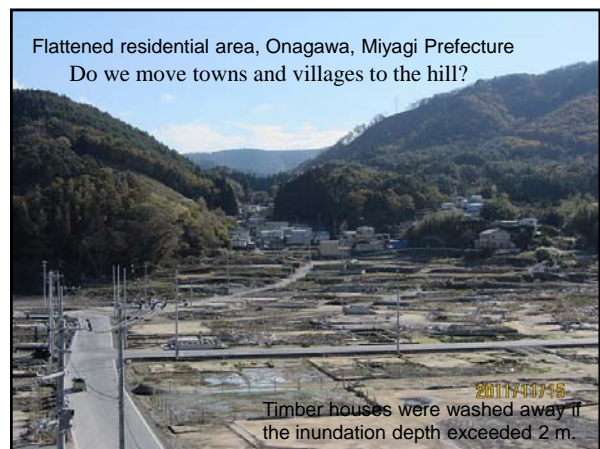 Flattened residential area, Onagawa, Miyagi Prefecture
Do we move towns and villages to the hill?
2011/11/15
Timber houses were washed away if
the inundation depth exceeded 2 m.